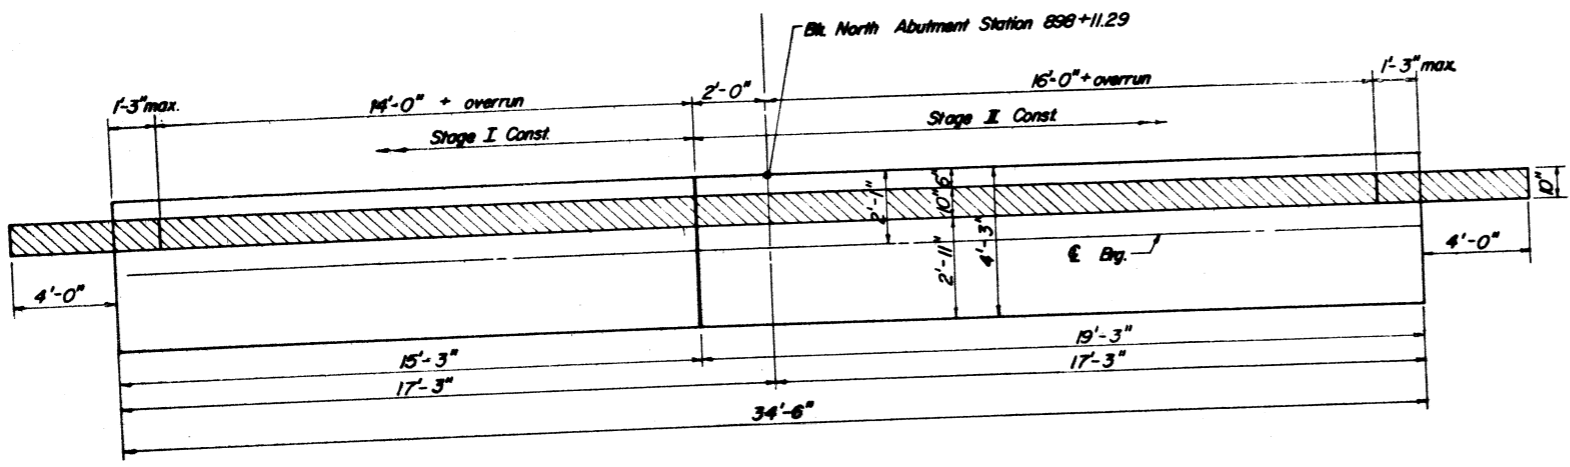 Bk. North Abutment Station 898+11.29
1'-3" max.
14'-0" + overrun
2'-0"
16'-0" + overrun
1'-3" max.
Stage I Const.
Stage II Const.
2'-1"
10"
6"
10"
2'-11"
4'-3"
℄ Brg.
4'-0"
4'-0"
15'-3"
19'-3"
17'-3"
17'-3"
34'-6"